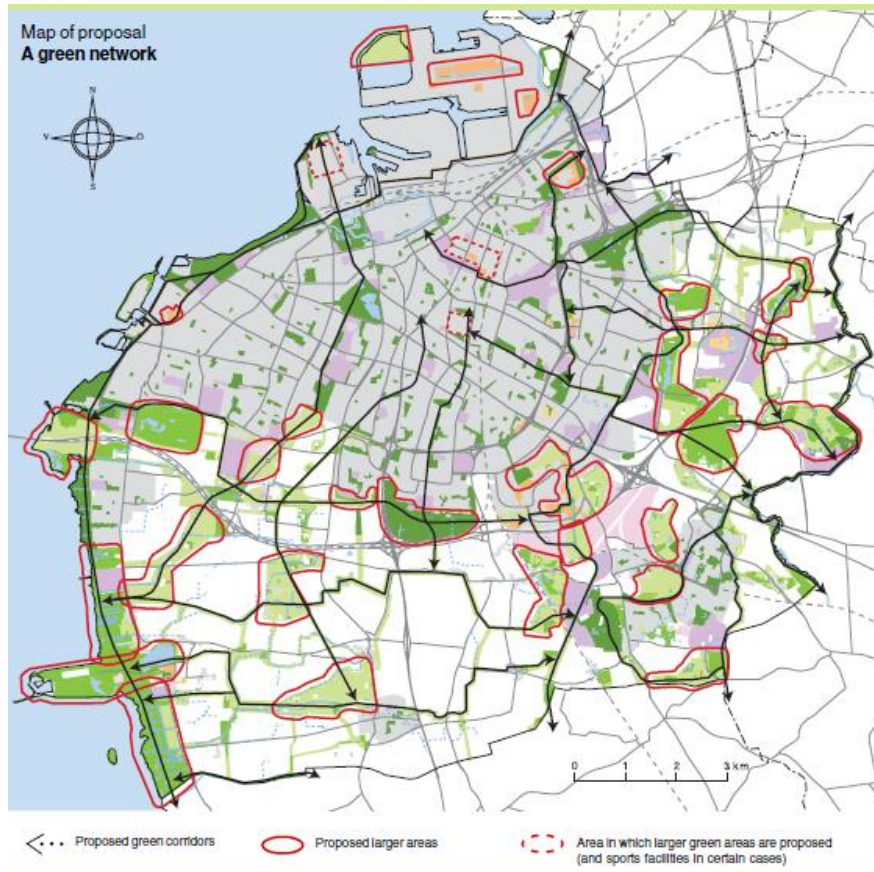 Map of proposal
A green network
N
V
O
S
0 1 2 3 km
Proposed green corridors
Proposed larger areas
Area in which larger green areas are proposed
(and sports facilities in certain cases)